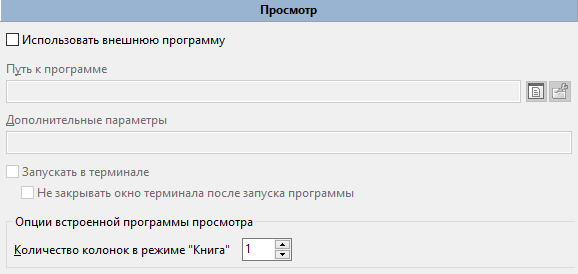 Просмотр
Использовать внешнюю программу
Путь к программе
Дополнительные параметры
Запускать в терминале
Не закрывать окно терминала после запуска программы
Опции встроенной программы просмотра
Количество колонок в режиме "Книга" 1